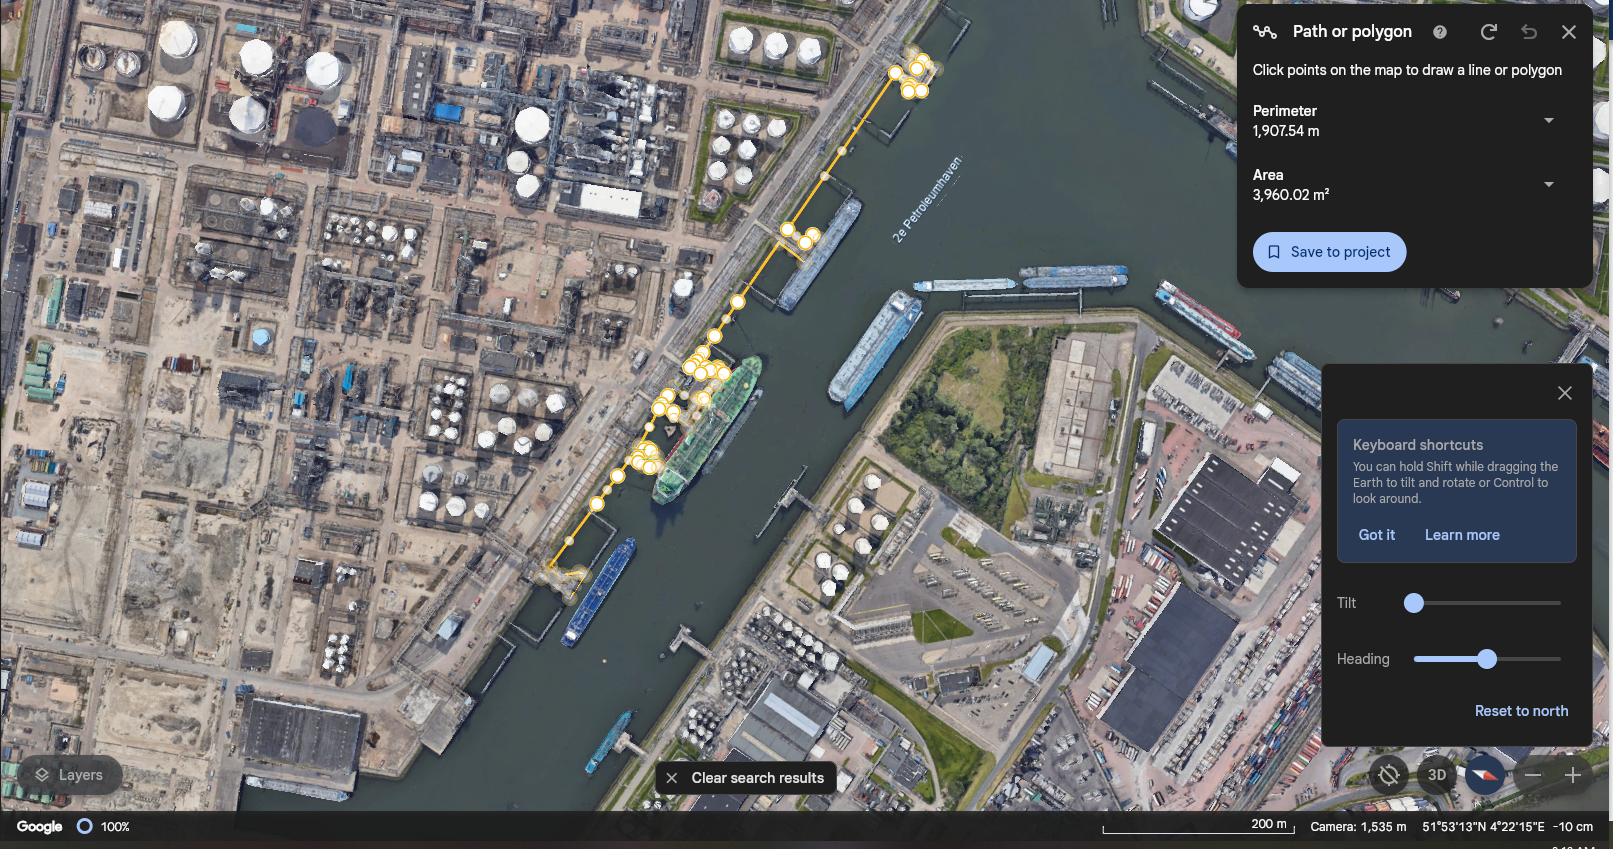 Path or polygon
Click points on the map to draw a line or polygon
Perimeter
1,907.54 m
Area
3,960.02 m²
Save to project
2e Petroleumhaven
Keyboard shortcuts
You can hold Shift while dragging the
Earth to tilt and rotate or Control to
look around.
Got it Learn more
Tilt
Heading
Reset to north
Layers
Clear search results
3D
Google 100%
200 m
Camera: 1,535 m 51°53'13"N 4°22'15"E -10 cm